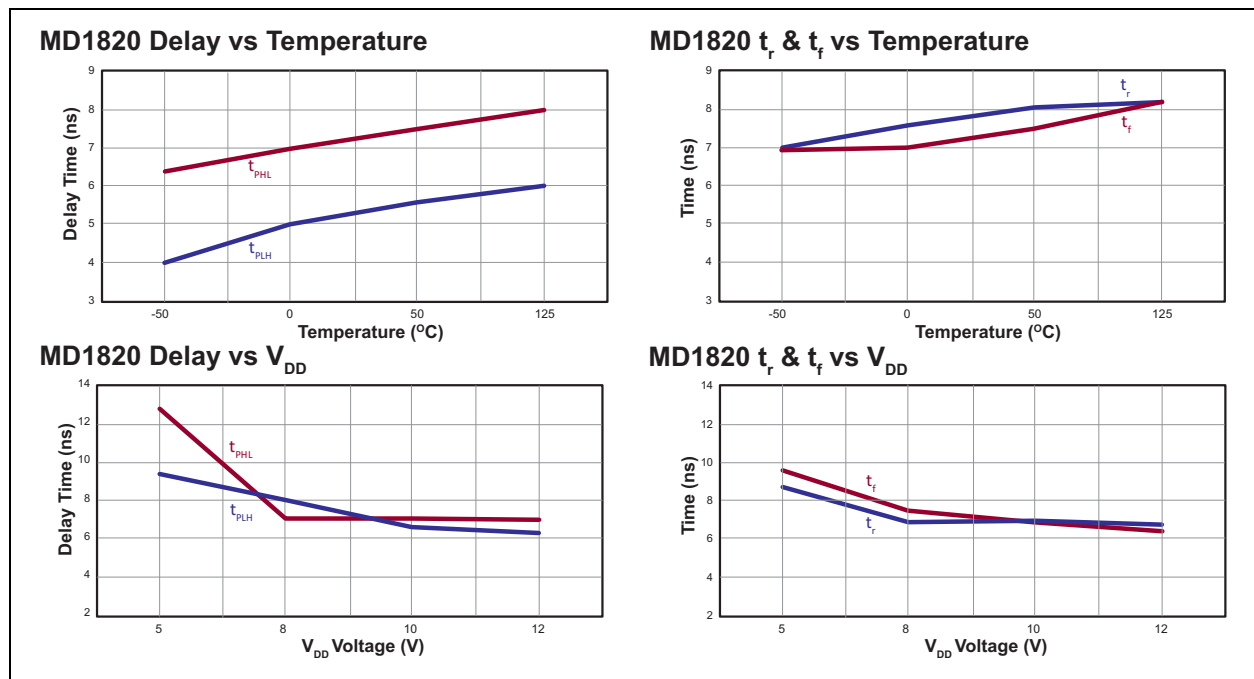 MD1820 Delay vs Temperature
9
8
7
6
5
4
3
Delay Time (ns)
tPHL
tPLH
-50
0
50
125
Temperature (OC)
MD1820 tr & tf vs Temperature
9
8
7
6
5
4
3
Time (ns)
tr
tf
-50
0
50
125
Temperature (OC)
MD1820 Delay vs VDD
14
12
10
8
6
4
2
Delay Time (ns)
tPHL
tPLH
5
8
10
12
VDD Voltage (V)
MD1820 tr & tf vs VDD
14
12
10
8
6
4
2
Time (ns)
tf
tr
5
8
10
12
VDD Voltage (V)